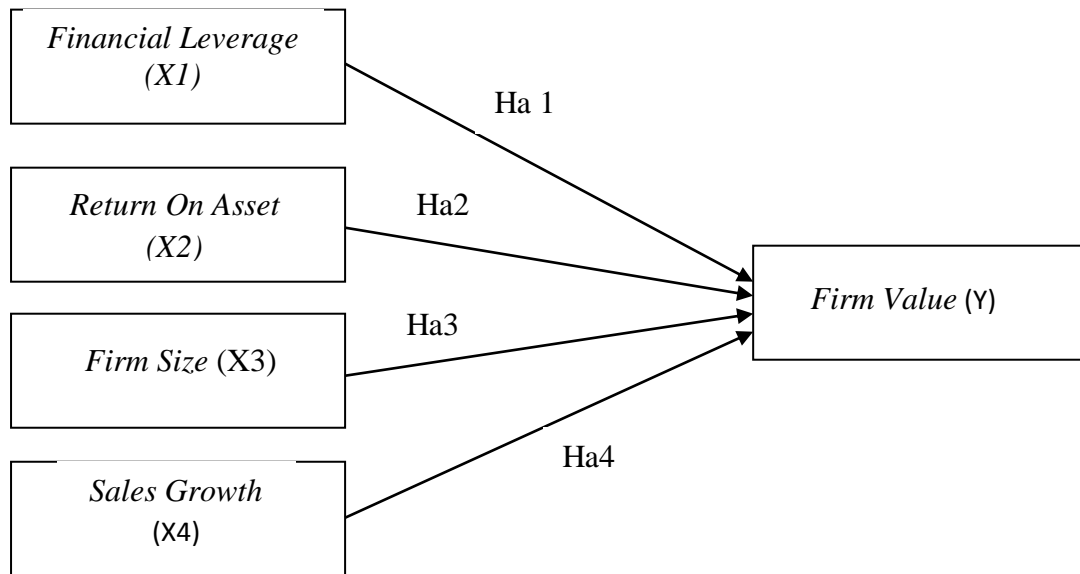 Financial Leverage
(X1)
Ha 1
Return On Asset
(X2)
Ha2
Firm Value (Y)
Firm Size (X3)
Ha3
Sales Growth
(X4)
Ha4